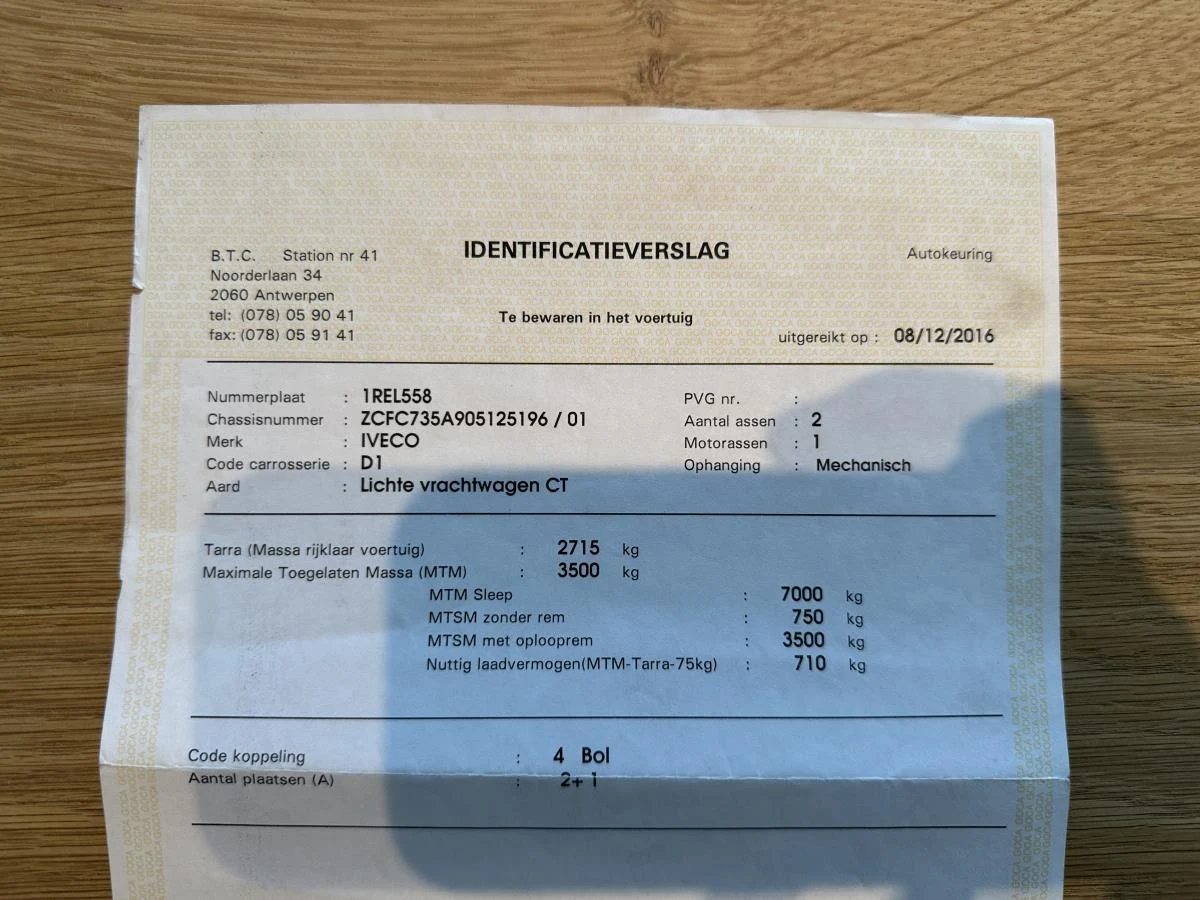 IDENTIFICATIEVERSLAG
B.T.C. Station nr 41
Noorderlaan 34
2060 Antwerpen
tel: (078) 05 90 41
fax: (078) 05 91 41
Te bewaren in het voertuig
Autokeuring
uitgereikt op : 08/12/2016
Nummerplaat : 1REL558
Chassisnummer : ZCFC735A905125196 / 01
Merk : IVECO
Code carrosserie : D1
Aard : Lichte vrachtwagen CT
PVG nr. :
Aantal assen : 2
Motorassen : 1
Ophanging : Mechanisch
Tarra (Massa rijklaar voertuig) : 2715 kg
Maximale Toegelaten Massa (MTM) : 3500 kg
MTM Sleep : 7000 kg
MTSM zonder rem : 750 kg
MTSM met oplooprem : 3500 kg
Nuttig laadvermogen(MTM-Tarra-75kg) : 710 kg
Code koppeling : 4 Bol
Aantal plaatsen (A) : 2+ 1